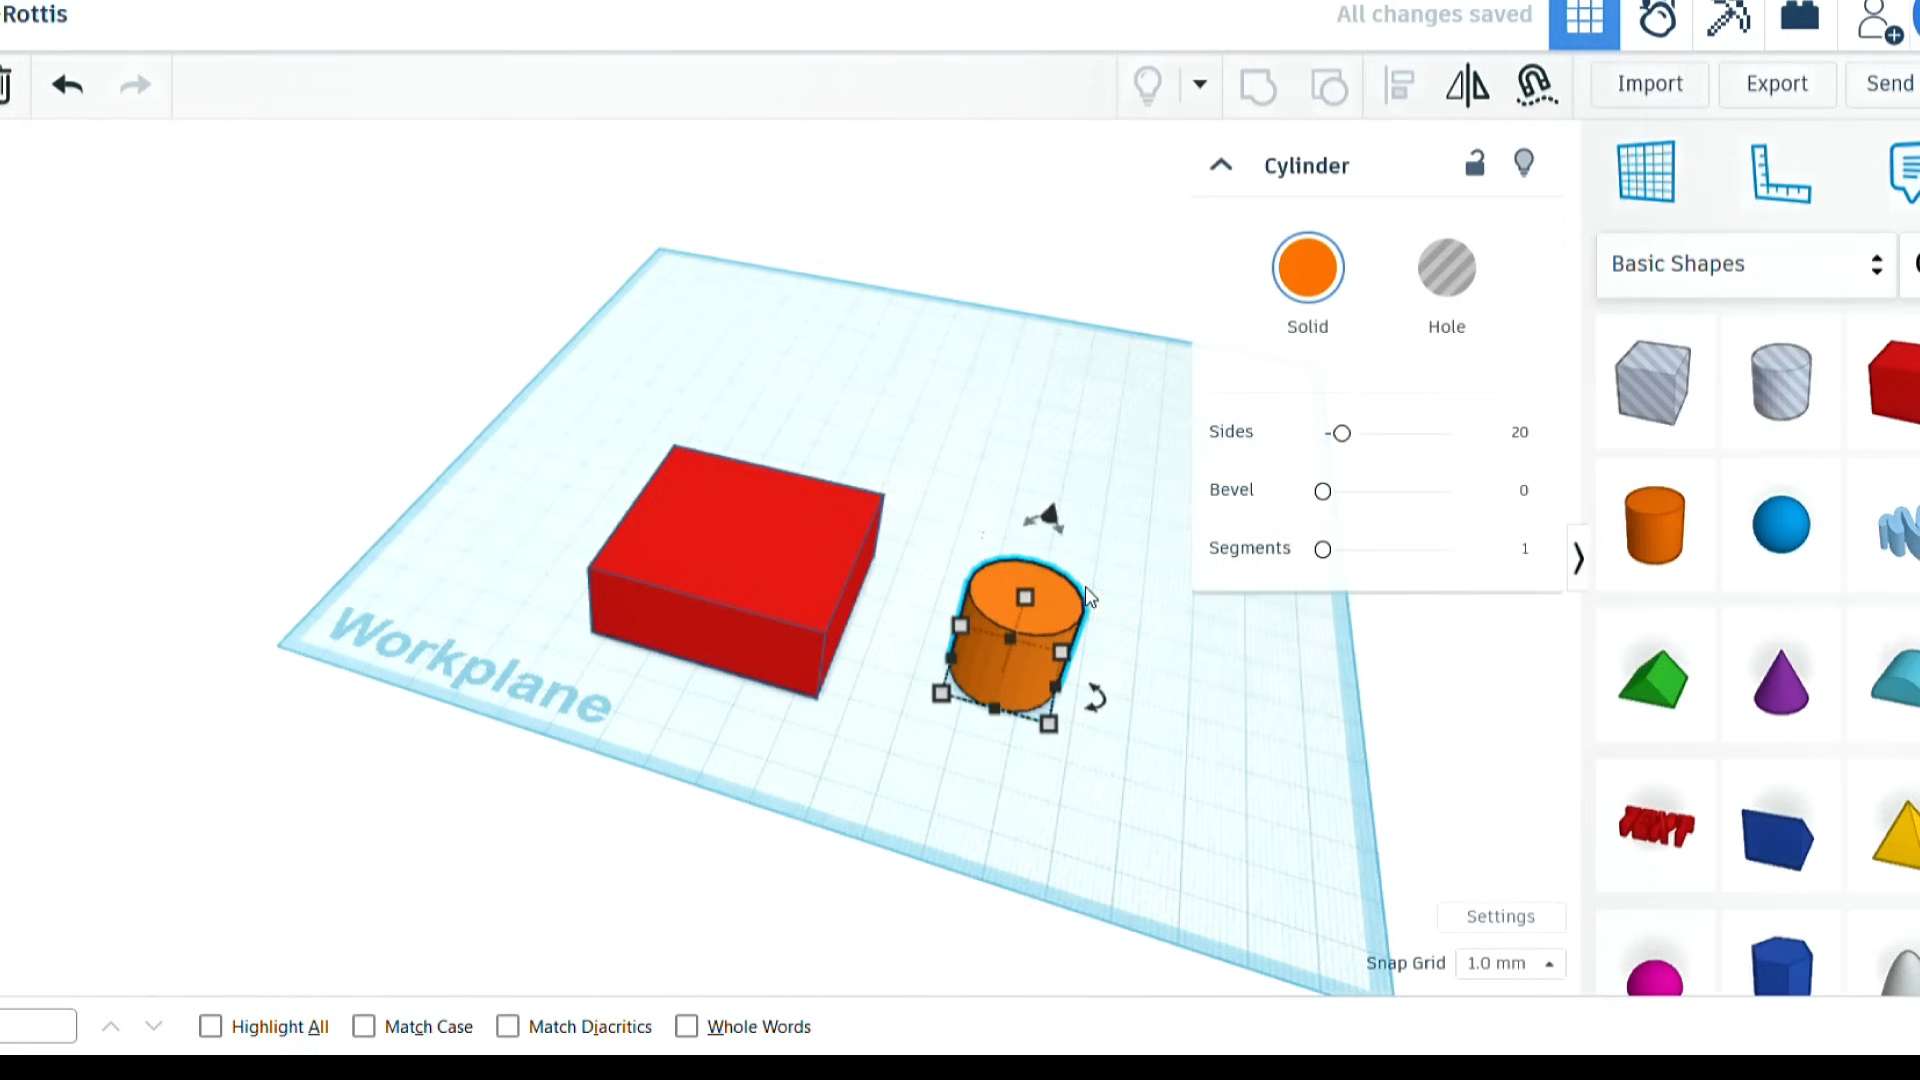 Rottis
All changes saved
Import
Export
Send
Cylinder
Solid
Hole
Basic Shapes
Sides
20
Bevel
0
Segments
1
Workplane
TEXT
Settings
Snap Grid
1.0 mm
Highlight All
Match Case
Match Diacritics
Whole Words